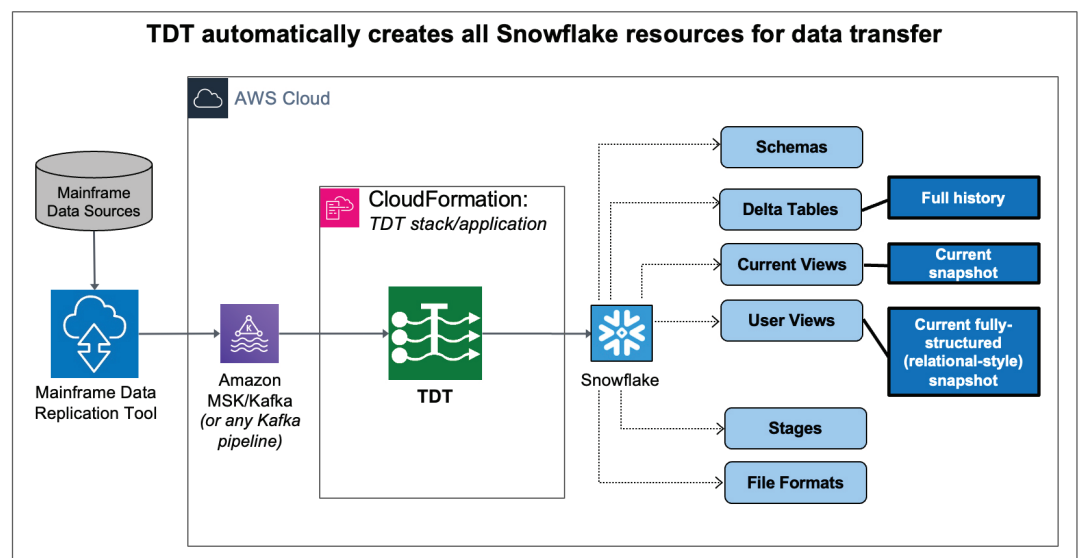 TDT automatically creates all Snowflake resources for data transfer
AWS Cloud
Mainframe
Data Sources
Mainframe Data
Replication Tool
K
Amazon
MSK/Kafka
(or any Kafka
pipeline)
CloudFormation:
TDT stack/application
TDT
Snowflake
Schemas
Delta Tables
Full history
Current Views
Current
snapshot
User Views
Current fully-
structured
(relational-style)
snapshot
Stages
File Formats